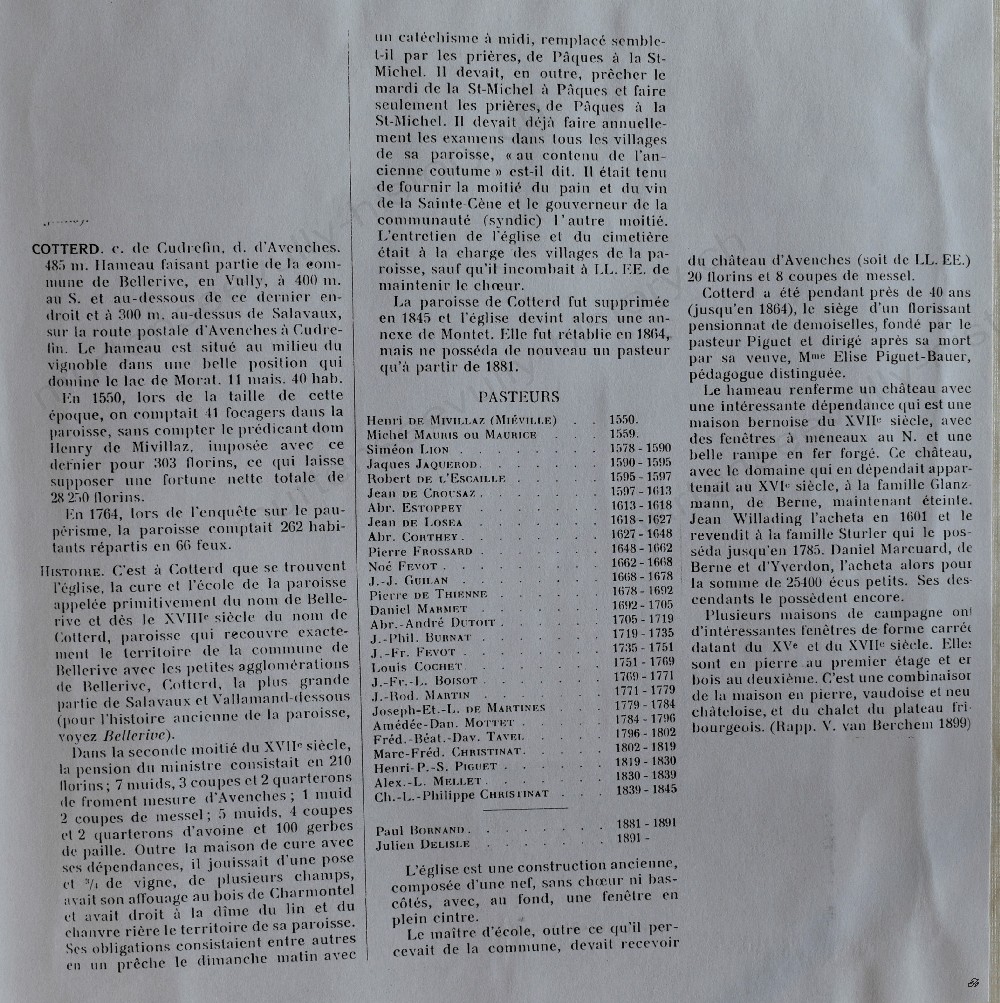 COTTERD. c. de Cudrefin, d. d'Avenches.
485 m. Hameau faisant partie de la com-
mune de Bellerive, en Vully, à 400 m.
au S. et au-dessous de ce dernier en-
droit et à 300 m. au-dessus de Salavaux,
sur la route postale d'Avenches à Cudre-
fin. Le hameau est situé au milieu du
vignoble dans une belle position qui
domine le lac de Morat. 11 mais. 40 hab.
En 1550, lors de la taille de cette
époque, on comptait 41 focagers dans la
paroisse, sans compter le prédicant dom
Henry de Mivillaz, imposée avec ce
dernier pour 303 florins, ce qui laisse
supposer une fortune nette totale de
28 250 florins.
En 1764, lors de l'enquête sur le pau-
périsme, la paroisse comptait 262 habi-
tants répartis en 66 feux.
HISTOIRE. C'est à Cotterd que se trouvent
l'église, la cure et l'école de la paroisse
appelée primitivement du nom de Belle-
rive et dès le XVIIIe siècle du nom de
Cotterd, paroisse qui recouvre exacte-
ment le territoire de la commune de
Bellerive avec les petites agglomérations
de Bellerive, Cotterd, la plus grande
partie de Salavaux et Vallamand-dessous
(pour l'histoire ancienne de la paroisse,
voyez Bellerive).
Dans la seconde moitié du XVIIe siècle,
la pension du ministre consistait en 210
florins ; 7 muids, 3 coupes et 2 quarterons
de froment mesure d'Avenches ; 1 muid
2 coupes de messel ; 5 muids, 4 coupes
et 2 quarterons d'avoine et 100 gerbes
de paille. Outre la maison de cure avec
ses dépendances, il jouissait d'une pose
et 3/4 de vigne, de plusieurs champs,
avait son affouage au bois de Charmontel
et avait droit à la dîme du lin et du
chanvre rière le territoire de sa paroisse.
Ses obligations consistaient entre autres
en un prêche le dimanche matin avec
un catéchisme à midi, remplacé semble-
t-il par les prières, de Pâques à la St-
Michel. Il devait, en outre, prêcher le
mardi de la St-Michel à Pâques et faire
seulement les prières, de Pâques à la
St-Michel. Il devait déjà faire annuelle-
ment les examens dans tous les villages
de sa paroisse, « au contenu de l'an-
cienne coutume » est-il dit. Il était tenu
de fournir la moitié du pain et du vin
de la Sainte-Cène et le gouverneur de la
communauté (syndic) l'autre moitié.
L'entretien de l'église et du cimetière
était à la charge des villages de la pa-
roisse, sauf qu'il incombait à LL. EE. de
maintenir le chœur.
La paroisse de Cotterd fut supprimée
en 1845 et l'église devint alors une an-
nexe de Montet. Elle fut rétablie en 1864,
mais ne posséda de nouveau un pasteur
qu'à partir de 1881.
PASTEURS
Henri DE MIVILLAZ (MIÉVILLE) . . 1550.
Michel MAURIS OU MAURICE . . . 1559.
Siméon LION . . . . . . . . 1578 - 1590
Jaques JAQUEROD. . . . . . . 1590 - 1595
Robert DE L'ESCAILLE . . . . . 1595 - 1597
Jean DE CROUSAZ . . . . . . . 1597 - 1613
Abr. ESTOPPEY . . . . . . . 1613 - 1618
Jean DE LOSEA . . . . . . . 1618 - 1627
Abr. CORTHEY. . . . . . . . 1627 - 1648
Pierre FROSSARD . . . . . . . 1648 - 1662
Noé FEVOT . . . . . . . . . 1662 - 1668
J.-J. GUILAN . . . . . . . . 1668 - 1678
Pierre DE THIENNE . . . . . . 1678 - 1692
Daniel MARMET . . . . . . . 1692 - 1705
Abr.-André DUTOIT . . . . . . 1705 - 1719
J.-Phil. BURNAT . . . . . . . 1719 - 1735
J.-Fr. FEVOT . . . . . . . . 1735 - 1751
Louis COCHET . . . . . . . . 1751 - 1769
J.-Fr.-L. BOISOT . . . . . . . 1769 - 1771
J.-Rod. MARTIN . . . . . . . 1771 - 1779
Joseph-Et.-L. DE MARTINES . . . 1779 - 1784
Amédée-Dan. MOTTET . . . . . 1784 - 1796
Fréd.-Béat.-Dav. TAVEL . . . . 1796 - 1802
Marc-Fréd. CHRISTINAT. . . . . 1802 - 1819
Henri-P.-S. PIGUET . . . . . . 1819 - 1830
Alex.-L. MELLET . . . . . . . 1830 - 1839
Ch.-L.-Philippe CHRISTINAT . . . 1839 - 1845
Paul BORNAND. . . . . . . . 1881 - 1891
Julien DELISLE . . . . . . . 1891 -
L'église est une construction ancienne,
composée d'une nef, sans chœur ni bas-
côtés, avec, au fond, une fenêtre en
plein cintre.
Le maître d'école, outre ce qu'il per-
cevait de la commune, devait recevoir
du château d'Avenches (soit de LL. EE.)
20 florins et 8 coupes de messel.
Cotterd a été pendant près de 40 ans
(jusqu'en 1864), le siège d'un florissant
pensionnat de demoiselles, fondé par le
pasteur Piguet et dirigé après sa mort
par sa veuve, Mme Elise Piguet-Bauer,
pédagogue distinguée.
Le hameau renferme un château avec
une intéressante dépendance qui est une
maison bernoise du XVIIe siècle, avec
des fenêtres à meneaux au N. et une
belle rampe en fer forgé. Ce château,
avec le domaine qui en dépendait appar-
tenait au XVIe siècle, à la famille Glanz-
mann, de Berne, maintenant éteinte.
Jean Willading l'acheta en 1601 et le
revendit à la famille Sturler qui le pos-
séda jusqu'en 1785. Daniel Marcuard, de
Berne et d'Yverdon, l'acheta alors pour
la somme de 25400 écus petits. Ses des-
cendants le possèdent encore.
Plusieurs maisons de campagne ont
d'intéressantes fenêtres de forme carrée
datant du XVe et du XVIIe siècle. Elles
sont en pierre au premier étage et en
bois au deuxième. C'est une combinaison
de la maison en pierre, vaudoise et neu
châteloise, et du chalet du plateau fri-
bourgeois. (Rapp. V. van Berchem 1899)